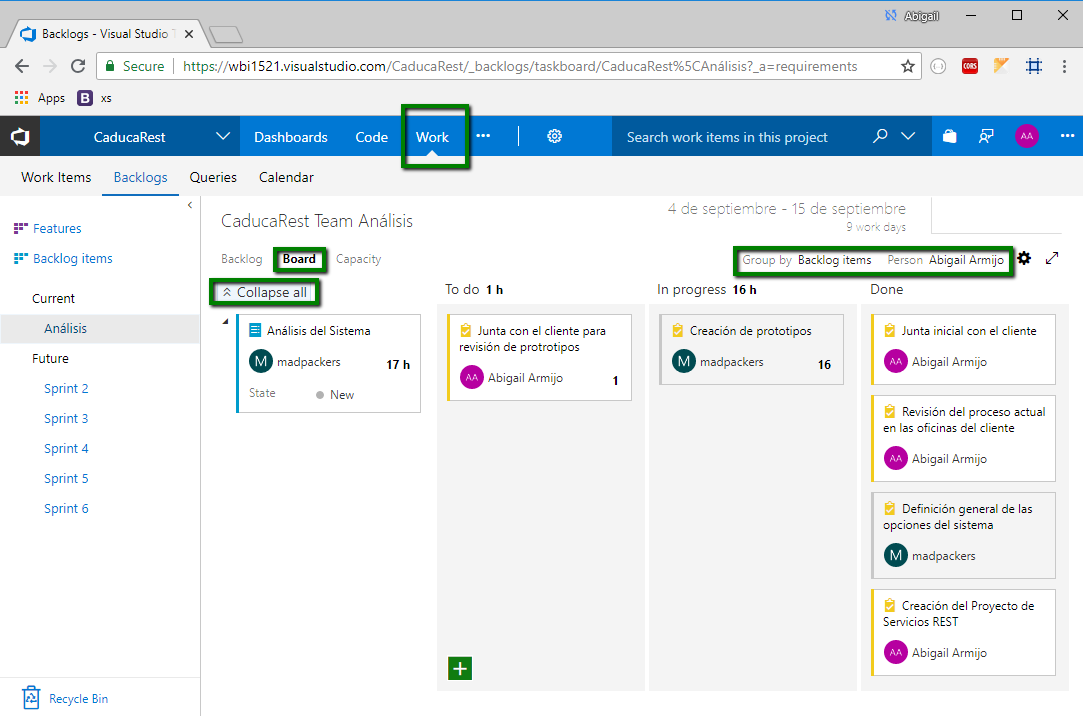 Abigail
Backlogs - Visual Studio T
Secure
https://wbi1521.visualstudio.com/CaducaRest/_backlogs/taskboard/CaducaRest%5CAnálisis?_a=requirements
CORS
Apps
B
xs
CaducaRest
Dashboards
Code
Work
Search work items in this project
AA
Work Items
Backlogs
Queries
Calendar
Features
Backlog items
Current
Análisis
Future
Sprint 2
Sprint 3
Sprint 4
Sprint 5
Sprint 6
Recycle Bin
CaducaRest Team Análisis
4 de septiembre - 15 de septiembre
9 work days
Backlog
Board
Capacity
Group by Backlog items
Person Abigail Armijo
Collapse all
To do 1 h
In progress 16 h
Done
Análisis del Sistema
M madpackers
17 h
State
New
Junta con el cliente para
revisión de protrotipos
AA Abigail Armijo
1
Creación de prototipos
M madpackers
16
Junta inicial con el cliente
AA Abigail Armijo
Revisión del proceso actual
en las oficinas del cliente
AA Abigail Armijo
Definición general de las
opciones del sistema
M madpackers
Creación del Proyecto de
Servicios REST
AA Abigail Armijo